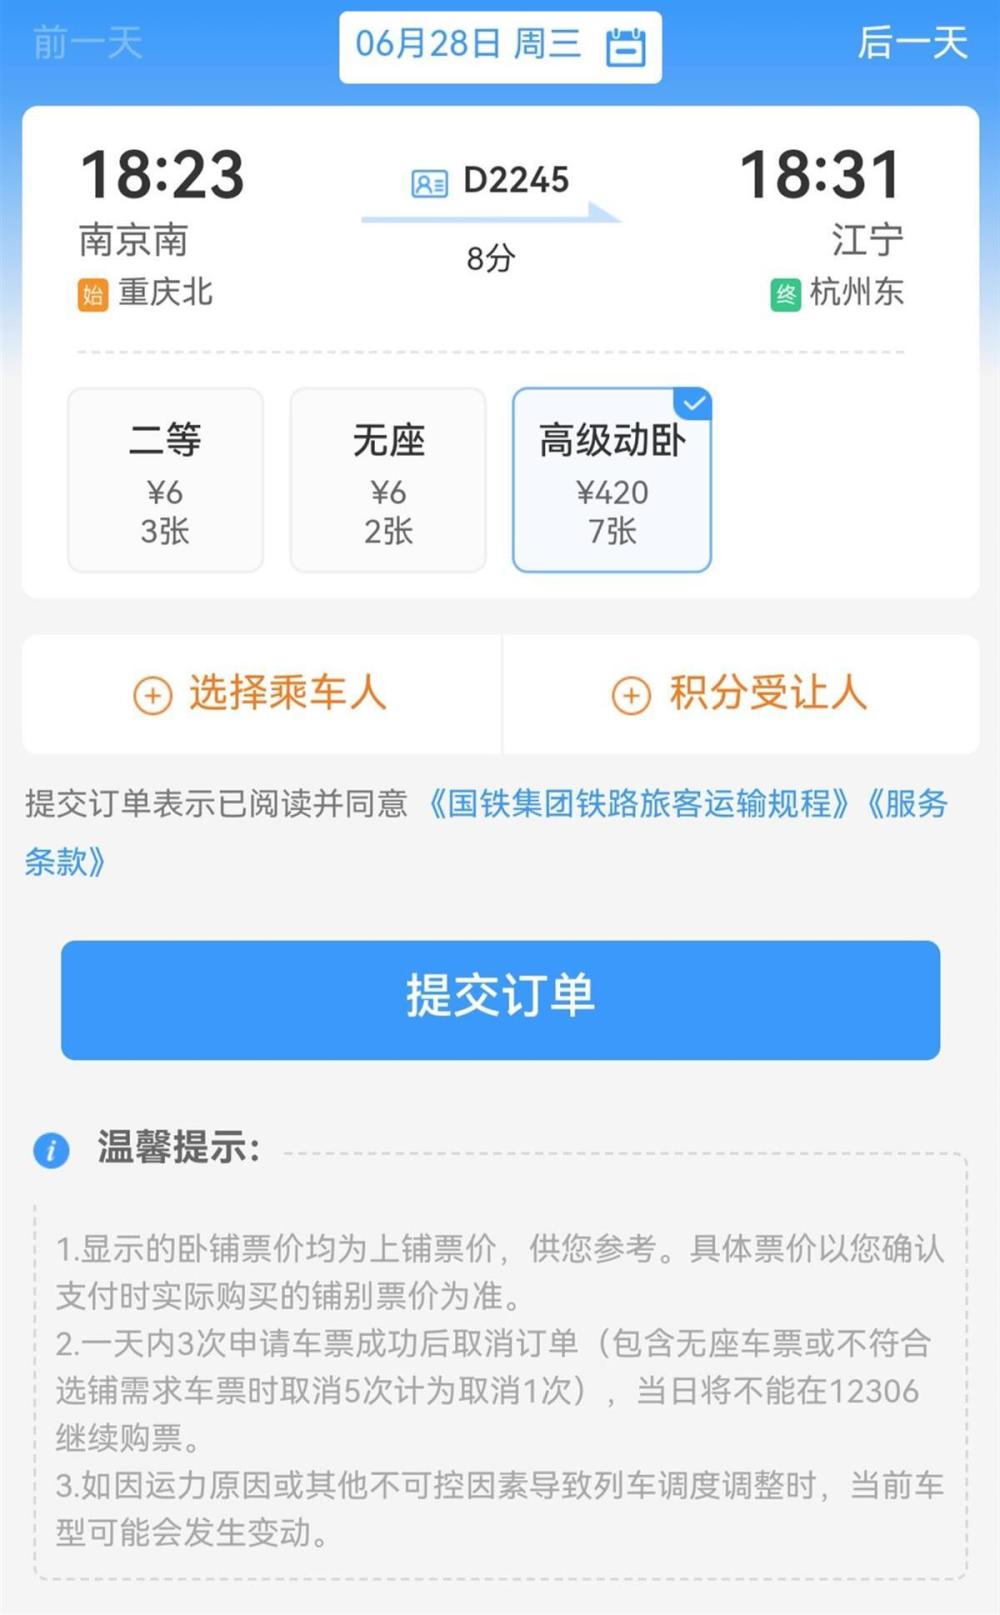 前一天 06月28日 周三 后一天
18:23 D2245 18:31
南京南 8分 江宁
始 重庆北 终 杭州东
二等 无座 高级动卧
¥6 ¥6 ¥420
3张 2张 7张
选择乘车人 积分受让人
提交订单表示已阅读并同意《国铁集团铁路旅客运输规程》《服务
条款》
提交订单
温馨提示：
1.显示的卧铺票价均为上铺票价，供您参考。具体票价以您确认
支付时实际购买的铺别票价为准。
2.一天内3次申请车票成功后取消订单（包含无座车票或不符合
选铺需求车票时取消5次计为取消1次），当日将不能在12306
继续购票。
3.如因运力原因或其他不可控因素导致列车调度调整时，当前车
型可能会发生变动。